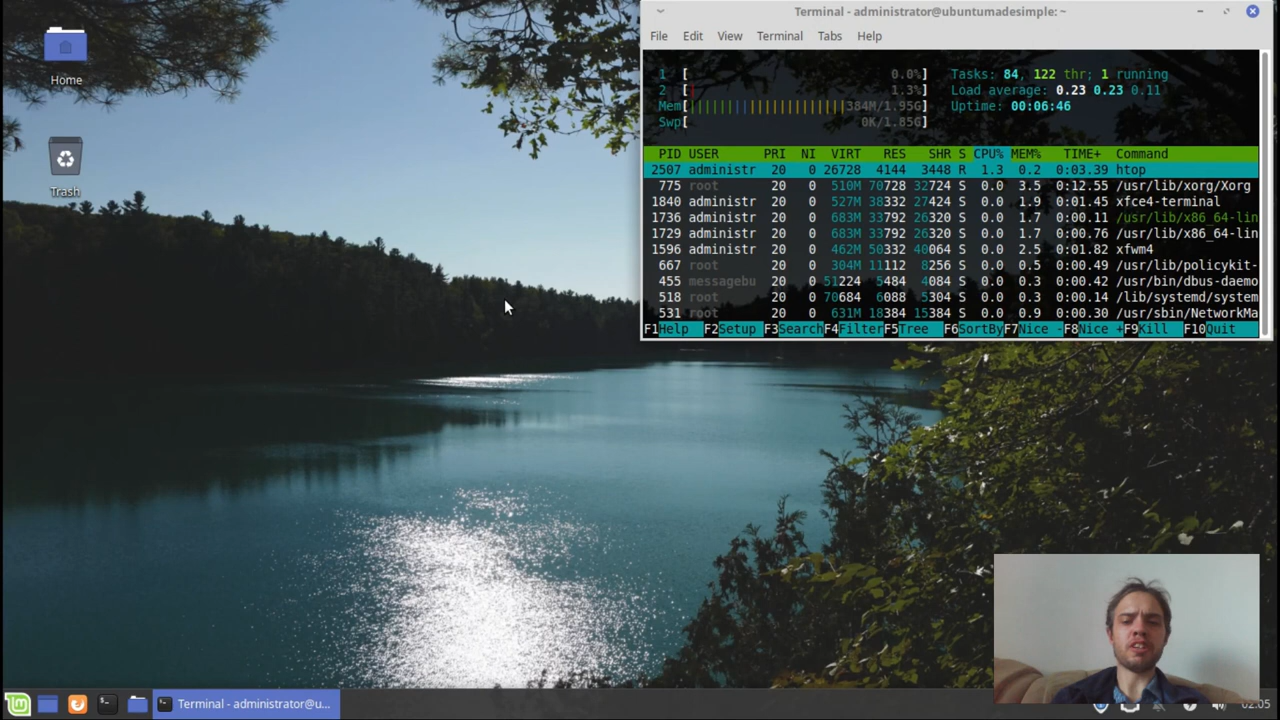 Home
Trash
Terminal - administrator@ubuntumadesimple: ~
File Edit View Terminal Tabs Help
1 [ 0.0%] Tasks: 84, 122 thr; 1 running
2 [| 1.3%] Load average: 0.23 0.23 0.11
Mem[||||||||||||||||||||384M/1.95G] Uptime: 00:06:46
Swp[ 0K/1.85G]
PID USER PRI NI VIRT RES SHR S CPU% MEM% TIME+ Command
2507 administr 20 0 26728 4144 3448 R 1.3 0.2 0:03.39 htop
775 root 20 0 510M 70728 32724 S 0.0 3.5 0:12.55 /usr/lib/xorg/Xorg
1840 administr 20 0 527M 38332 27424 S 0.0 1.9 0:01.45 xfce4-terminal
1736 administr 20 0 683M 33792 26320 S 0.0 1.7 0:00.11 /usr/lib/x86_64-lin
1729 administr 20 0 683M 33792 26320 S 0.0 1.7 0:00.76 /usr/lib/x86_64-lin
1596 administr 20 0 462M 50332 40064 S 0.0 2.5 0:01.82 xfwm4
667 root 20 0 304M 11112 8256 S 0.0 0.5 0:00.49 /usr/lib/policykit-
455 messagebu 20 0 51224 5484 4084 S 0.0 0.3 0:00.42 /usr/bin/dbus-daemo
518 root 20 0 70684 6088 5304 S 0.0 0.3 0:00.14 /lib/systemd/system
531 root 20 0 631M 18384 15384 S 0.0 0.9 0:00.30 /usr/sbin/NetworkMa
F1Help F2Setup F3SearchF4FilterF5Tree F6SortByF7Nice -F8Nice +F9Kill F10Quit
Terminal - administrator@u...
02:05